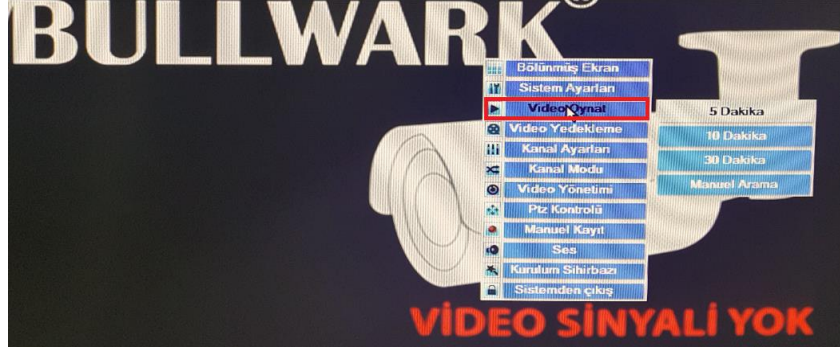 BULLWARK®
Bölünmüş Ekran
Sistem Ayarları
Video Oynat
Video Yedekleme
Kanal Ayarları
Kanal Modu
Video Yönetimi
Ptz Kontrolü
Manuel Kayıt
Ses
Kurulum Sihirbazı
Sistemden çıkış
5 Dakika
10 Dakika
30 Dakika
Manuel Arama
VİDEO SİNYALİ YOK